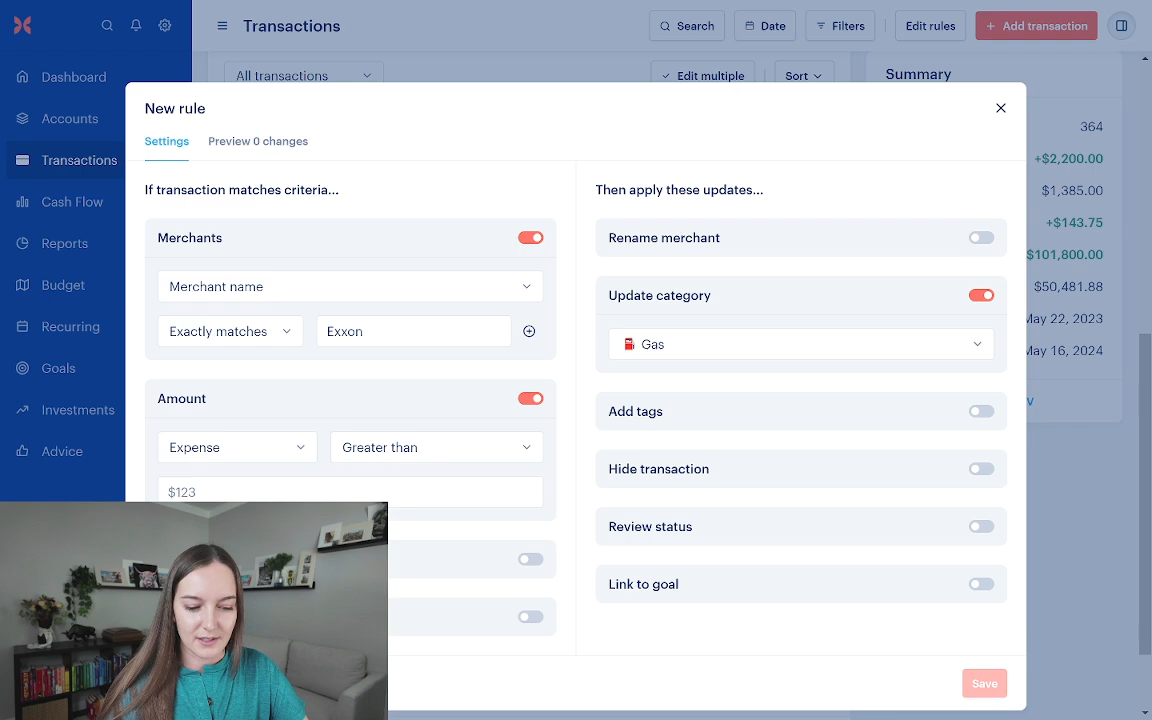 Transactions
Search
Date
Filters
Edit rules
+ Add transaction
Dashboard
Accounts
Transactions
Cash Flow
Reports
Budget
Recurring
Goals
Investments
Advice
All transactions
Edit multiple
Sort
Summary
364
+$2,200.00
$1,385.00
+$143.75
$101,800.00
$50,481.88
May 22, 2023
May 16, 2024
V
New rule
Settings
Preview 0 changes
If transaction matches criteria...
Merchants
Merchant name
Exactly matches
Exxon
Amount
Expense
Greater than
$123
Then apply these updates...
Rename merchant
Update category
Gas
Add tags
Hide transaction
Review status
Link to goal
Save